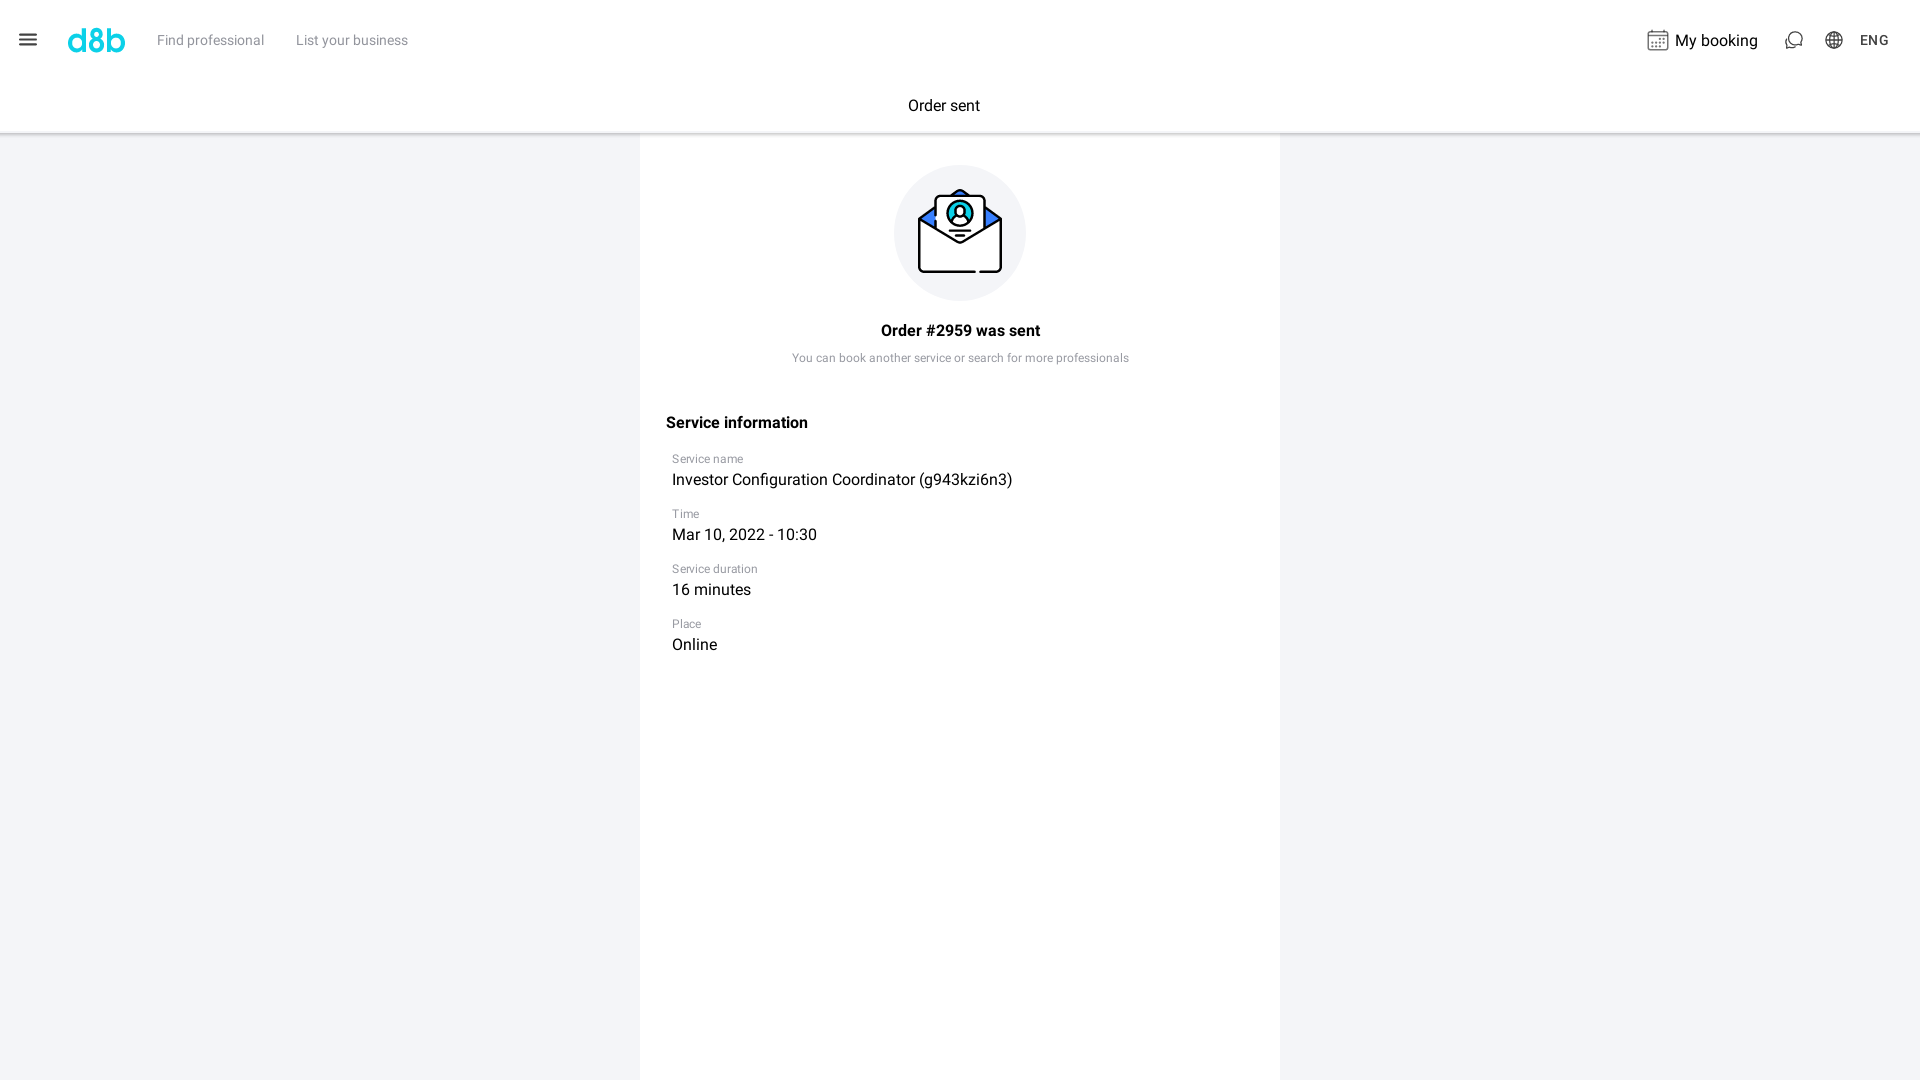 d8b
Find professional
List your business
My booking
ENG
Order sent
Order #2959 was sent
You can book another service or search for more professionals
Service information
Service name
Investor Configuration Coordinator (g943kzi6n3)
Time
Mar 10, 2022 - 10:30
Service duration
16 minutes
Place
Online